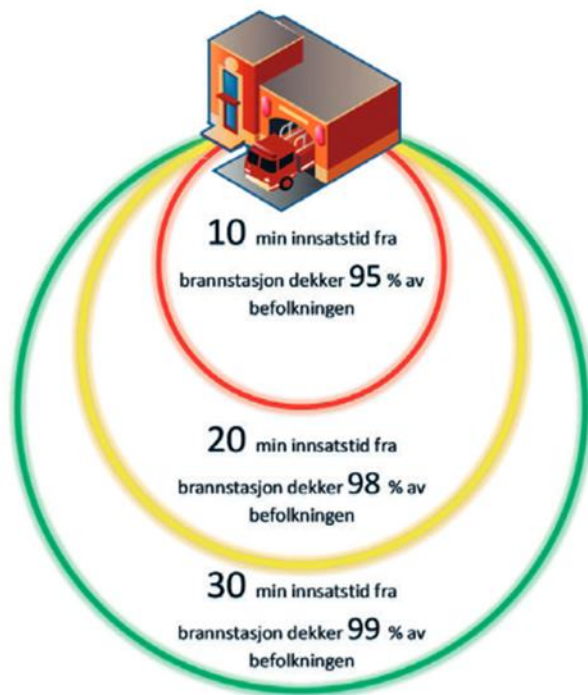 10 min innsatstid fra
brannstasjon dekker 95 % av
befolkningen
20 min innsatstid fra
brannstasjon dekker 98 % av
befolkningen
30 min innsatstid fra
brannstasjon dekker 99 % av
befolkningen